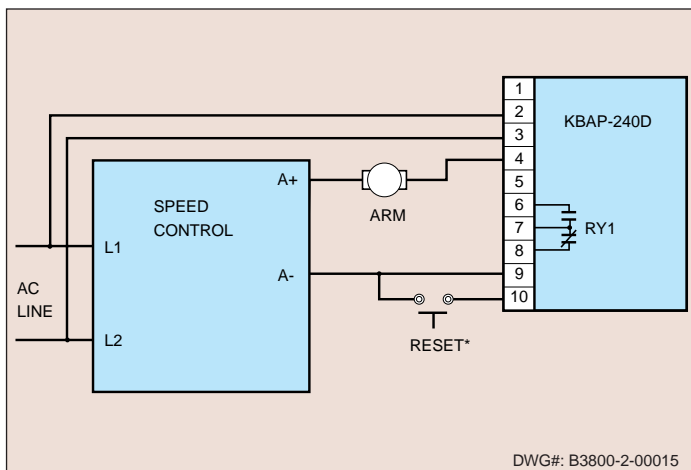 1
2
3
4
5
6
7
8
9
10
KBAP-240D
RY1
A+
ARM
SPEED
CONTROL
L1
A-
AC
LINE
L2
RESET*
DWG#: B3800-2-00015